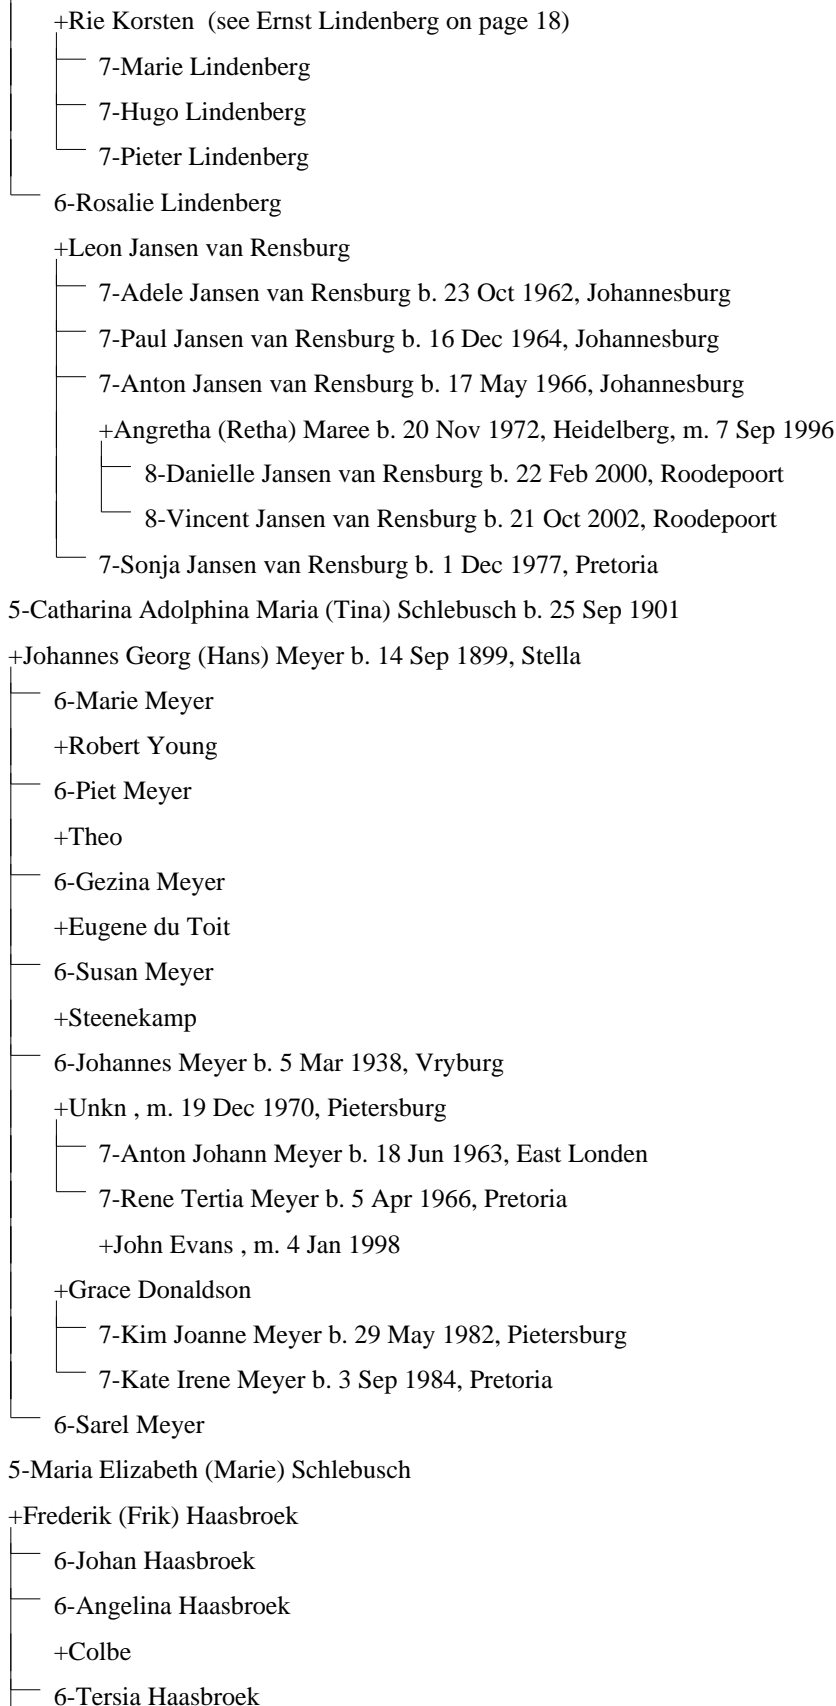 +Rie Korsten (see Ernst Lindenberg on page 18)
7-Marie Lindenberg
7-Hugo Lindenberg
7-Pieter Lindenberg
6-Rosalie Lindenberg
+Leon Jansen van Rensburg
7-Adele Jansen van Rensburg b. 23 Oct 1962, Johannesburg
7-Paul Jansen van Rensburg b. 16 Dec 1964, Johannesburg
7-Anton Jansen van Rensburg b. 17 May 1966, Johannesburg
+Angretha (Retha) Maree b. 20 Nov 1972, Heidelberg, m. 7 Sep 1996
8-Danielle Jansen van Rensburg b. 22 Feb 2000, Roodepoort
8-Vincent Jansen van Rensburg b. 21 Oct 2002, Roodepoort
7-Sonja Jansen van Rensburg b. 1 Dec 1977, Pretoria
5-Catharina Adolphina Maria (Tina) Schlebusch b. 25 Sep 1901
+Johannes Georg (Hans) Meyer b. 14 Sep 1899, Stella
6-Marie Meyer
+Robert Young
6-Piet Meyer
+Theo
6-Gezina Meyer
+Eugene du Toit
6-Susan Meyer
+Steenekamp
6-Johannes Meyer b. 5 Mar 1938, Vryburg
+Unkn , m. 19 Dec 1970, Pietersburg
7-Anton Johann Meyer b. 18 Jun 1963, East Londen
7-Rene Tertia Meyer b. 5 Apr 1966, Pretoria
+John Evans , m. 4 Jan 1998
+Grace Donaldson
7-Kim Joanne Meyer b. 29 May 1982, Pietersburg
7-Kate Irene Meyer b. 3 Sep 1984, Pretoria
6-Sarel Meyer
5-Maria Elizabeth (Marie) Schlebusch
+Frederik (Frik) Haasbroek
6-Johan Haasbroek
6-Angelina Haasbroek
+Colbe
6-Tersia Haasbroek